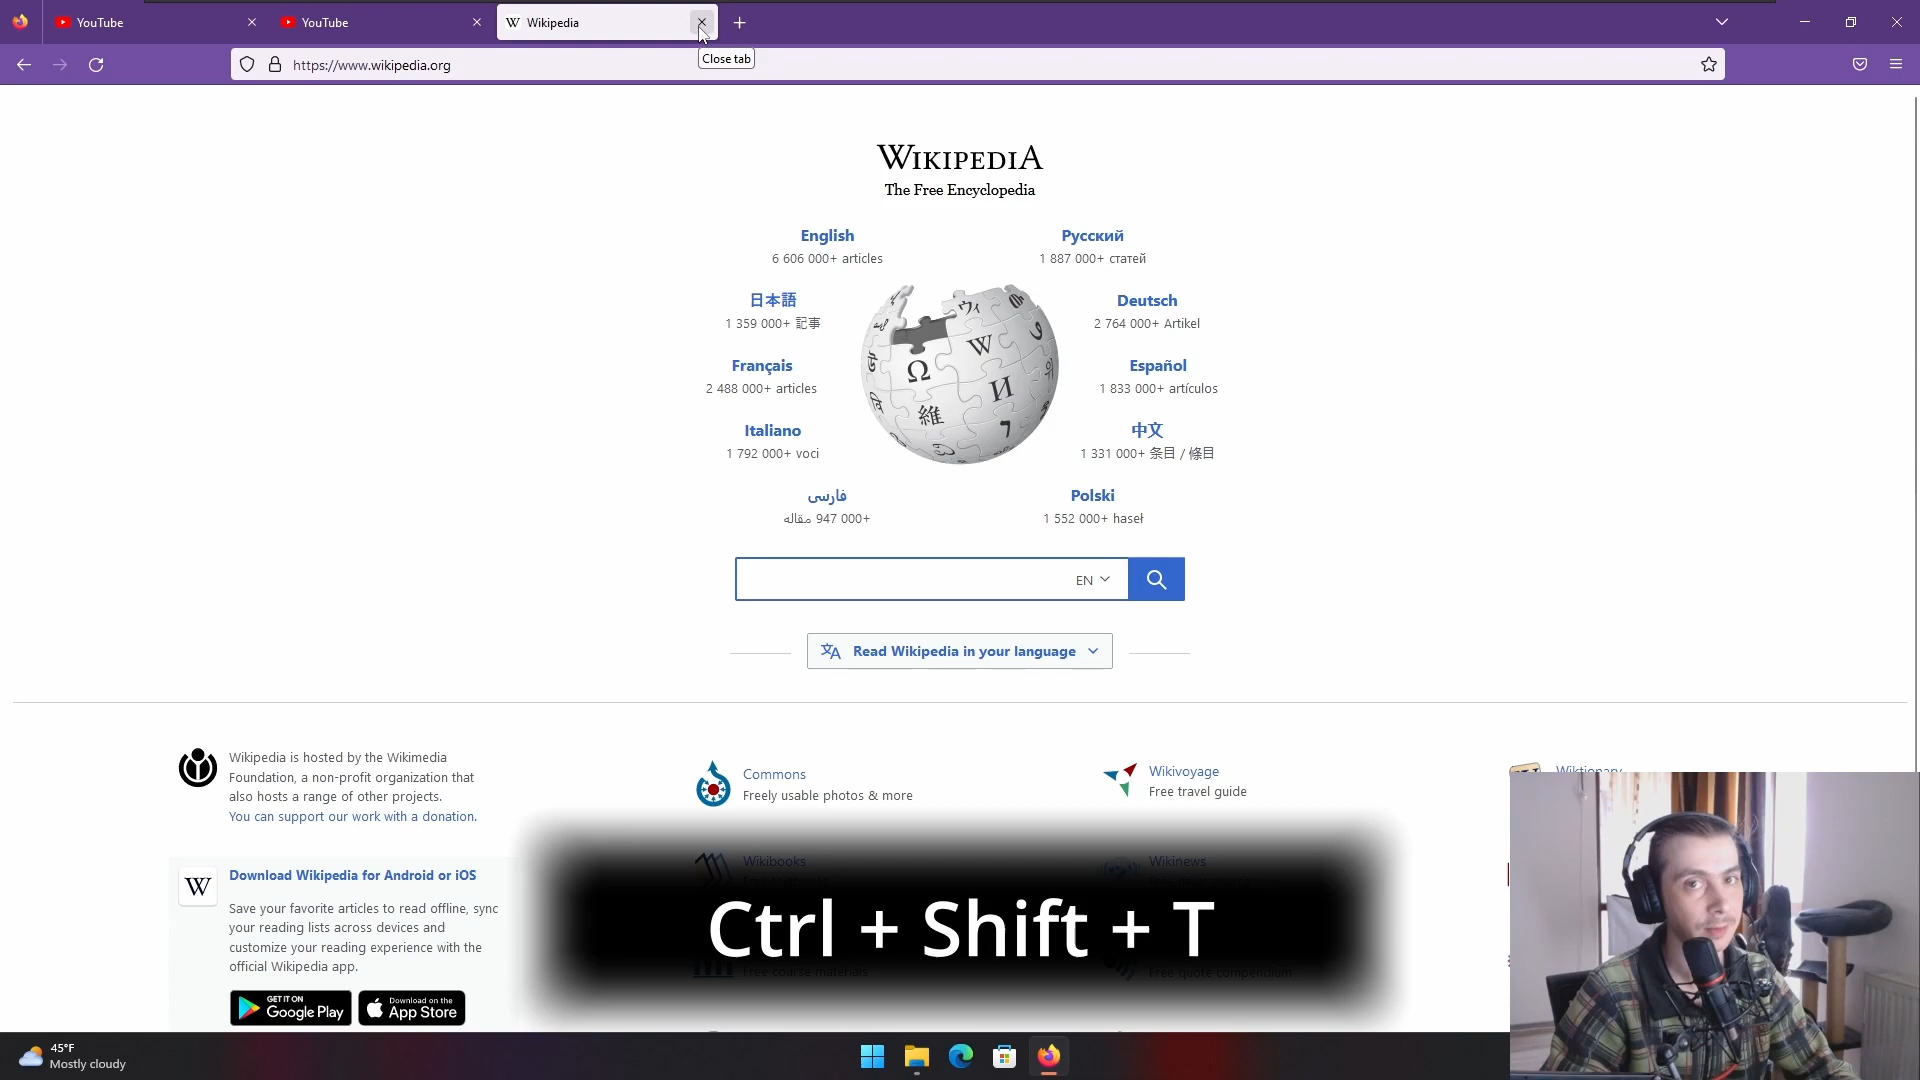 YouTube
YouTube
Wikipedia
Close tab
https://www.wikipedia.org
WIKIPEDIA
The Free Encyclopedia
English
6 606 000+ articles
Русский
1 887 000+ статей
日本語
1 359 000+ 記事
Deutsch
2 764 000+ Artikel
Français
2 488 000+ articles
Español
1 833 000+ artículos
Italiano
1 792 000+ voci
中文
1 331 000+ 条目 / 條目
فارسی
۹47 000+ مقاله
Polski
1 552 000+ haseł
EN
Read Wikipedia in your language
Wikipedia is hosted by the Wikimedia
Foundation, a non-profit organization that
also hosts a range of other projects.
You can support our work with a donation.
Commons
Freely usable photos & more
Wikivoyage
Free travel guide
Wiktionary
Download Wikipedia for Android or iOS
Save your favorite articles to read offline, sync
your reading lists across devices and
customize your reading experience with the
official Wikipedia app.
GET IT ON
Google Play
Download on the
App Store
Wikibooks
Wikinews
Free course materials
Free quote compendium
Ctrl + Shift + T
45°F
Mostly cloudy